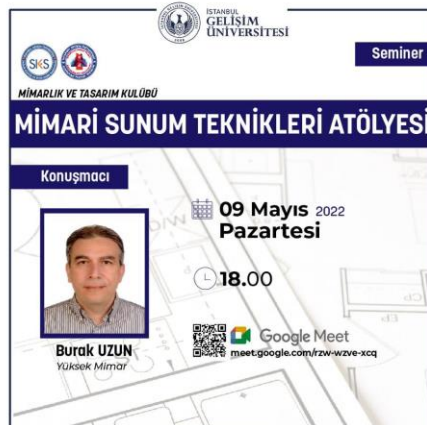 İSTANBUL
GELİŞİM
ÜNİVERSİTESİ
Seminer
SKS
MİMARLIK VE TASARIM KULÜBÜ
MİMARİ SUNUM TEKNİKLERİ ATÖLYESİ
Konuşmacı
09 Mayıs 2022
Pazartesi
18.00
Google Meet
meet.google.com/rzw-wzve-xcq
Burak UZUN
Yüksek Mimar